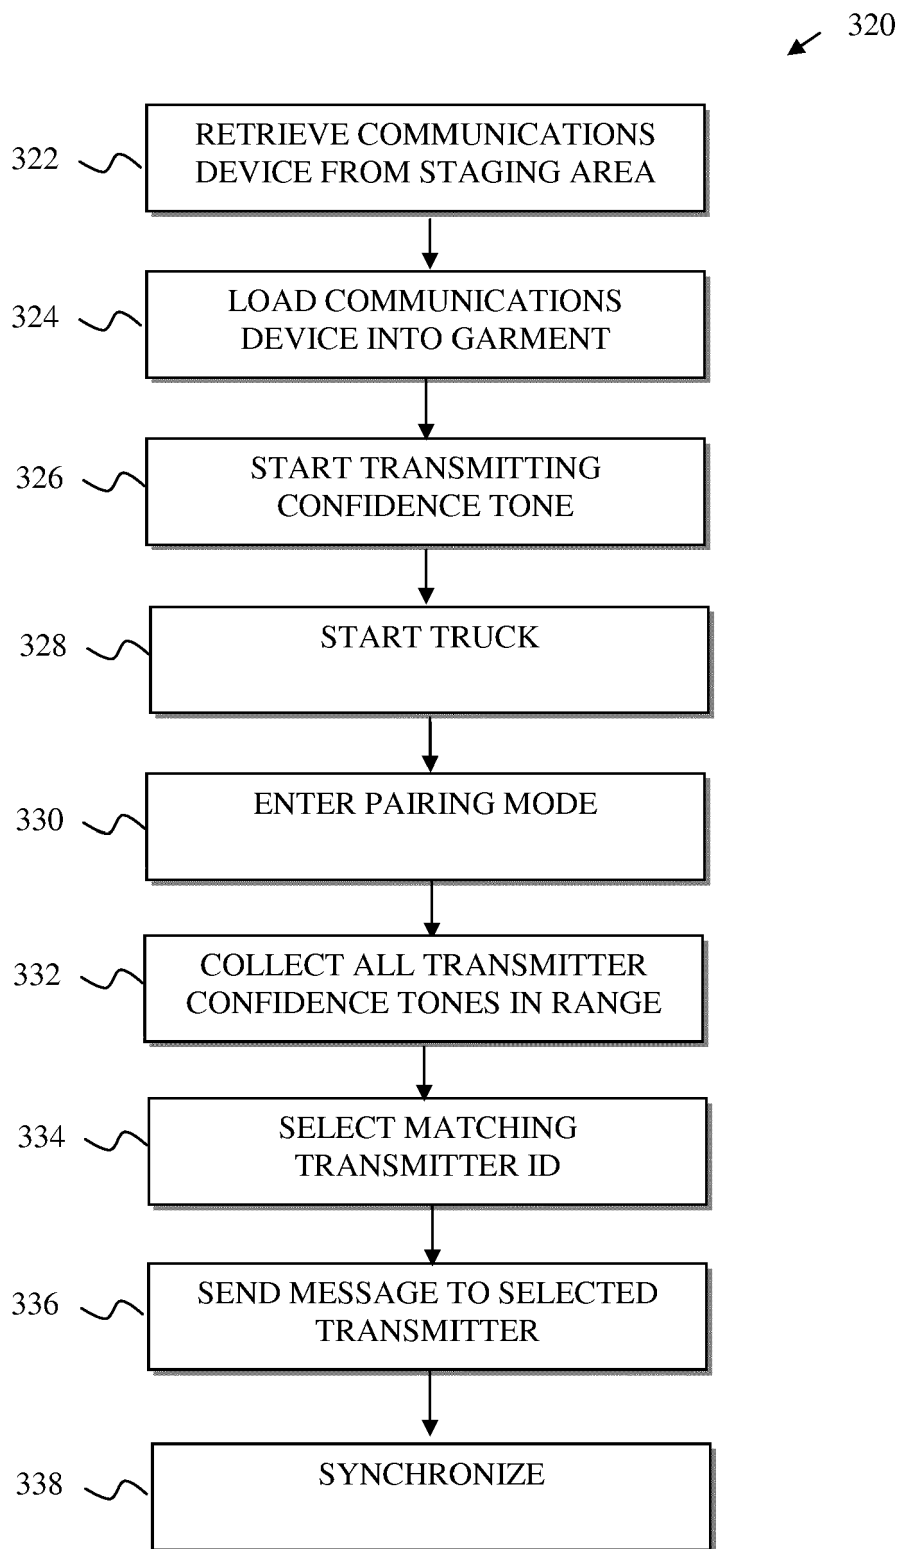 320
322
RETRIEVE COMMUNICATIONS
DEVICE FROM STAGING AREA
324
LOAD COMMUNICATIONS
DEVICE INTO GARMENT
326
START TRANSMITTING
CONFIDENCE TONE
328
START TRUCK
330
ENTER PAIRING MODE
332
COLLECT ALL TRANSMITTER
CONFIDENCE TONES IN RANGE
334
SELECT MATCHING
TRANSMITTER ID
336
SEND MESSAGE TO SELECTED
TRANSMITTER
338
SYNCHRONIZE